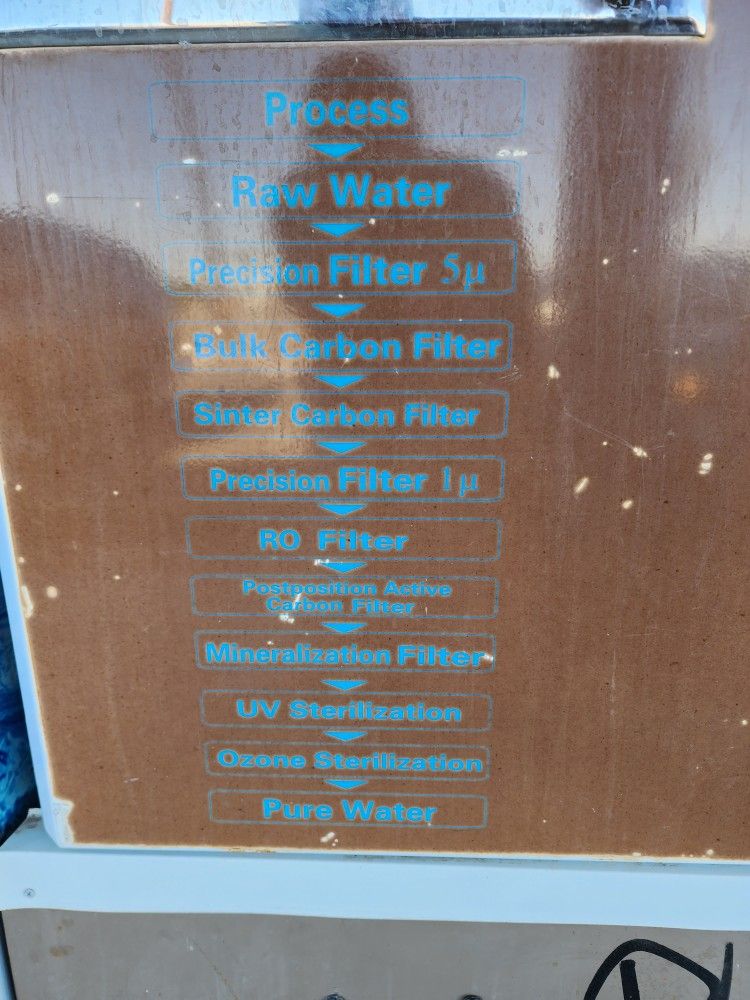 Process
Raw Water
Precision Filter 5μ
Bulk Carbon Filter
Sinter Carbon Filter
Precision Filter 1μ
RO Filter
Postposition Active
Carbon Filter
Mineralization Filter
UV Sterilization
Ozone Sterilization
Pure Water